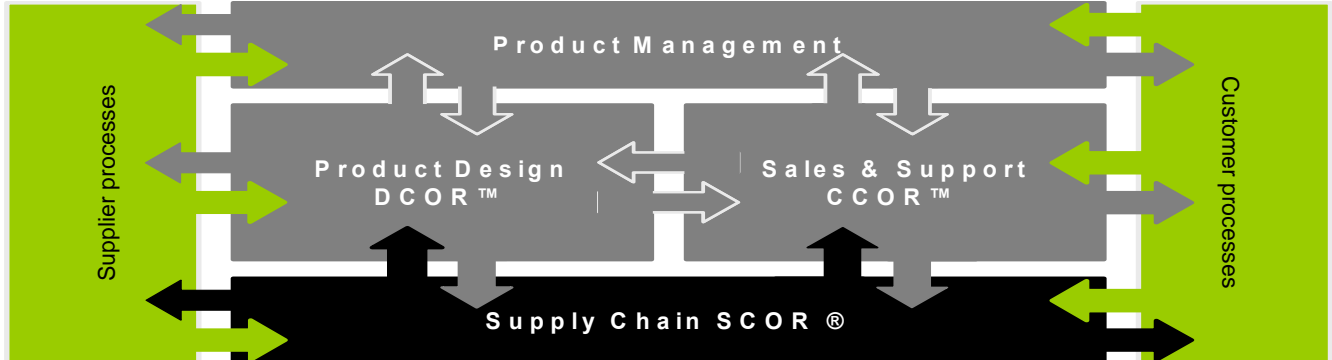 Product Management
Supplier processes
Product Design
DCOR™
Sales & Support
CCOR™
Customer processes
Supply Chain SCOR ®